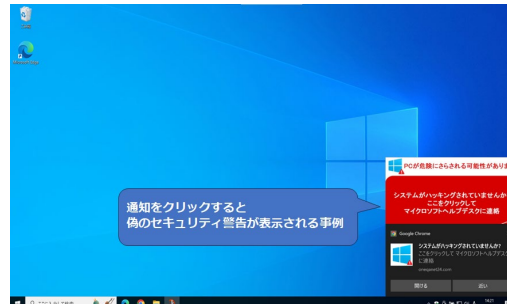 PCが危険にさらされる可能性がありま
システムがハッキングされていませんか
ここをクリックして
マイクロソフトヘルプデスクに連絡
通知をクリックすると
偽のセキュリティ警告が表示される事例
Google Chrome
システムがハッキングされていませんか?
ここをクリックして マイクロソフトヘルプデス
に連絡
開ける
近い
14:21